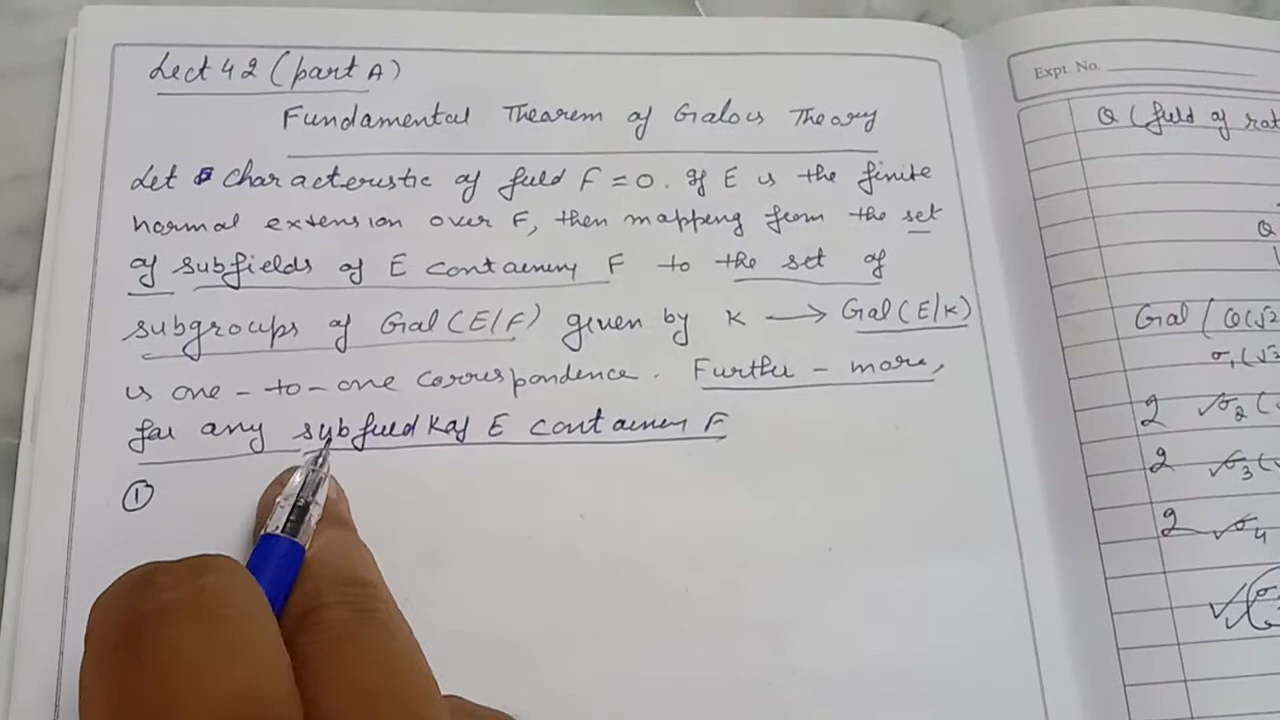 Lect 42 (part A)
Fundamental Thearem of Galois Theory
Let characteristic of field F = 0. If E is the finite
normal extension over F, then mapping from the set
of subfields of E containing F to the set of
subgroups of Gal(E/F) given by K → Gal(E/K)
is one-to-one correspondence. Further-more,
for any subfield K of E containing F
①
Expt. No.
Q (field of rat
Q
Gal (Q(√2
σ₁(√2
2 √σ₂(
2 √σ₃(
2 √σ₄